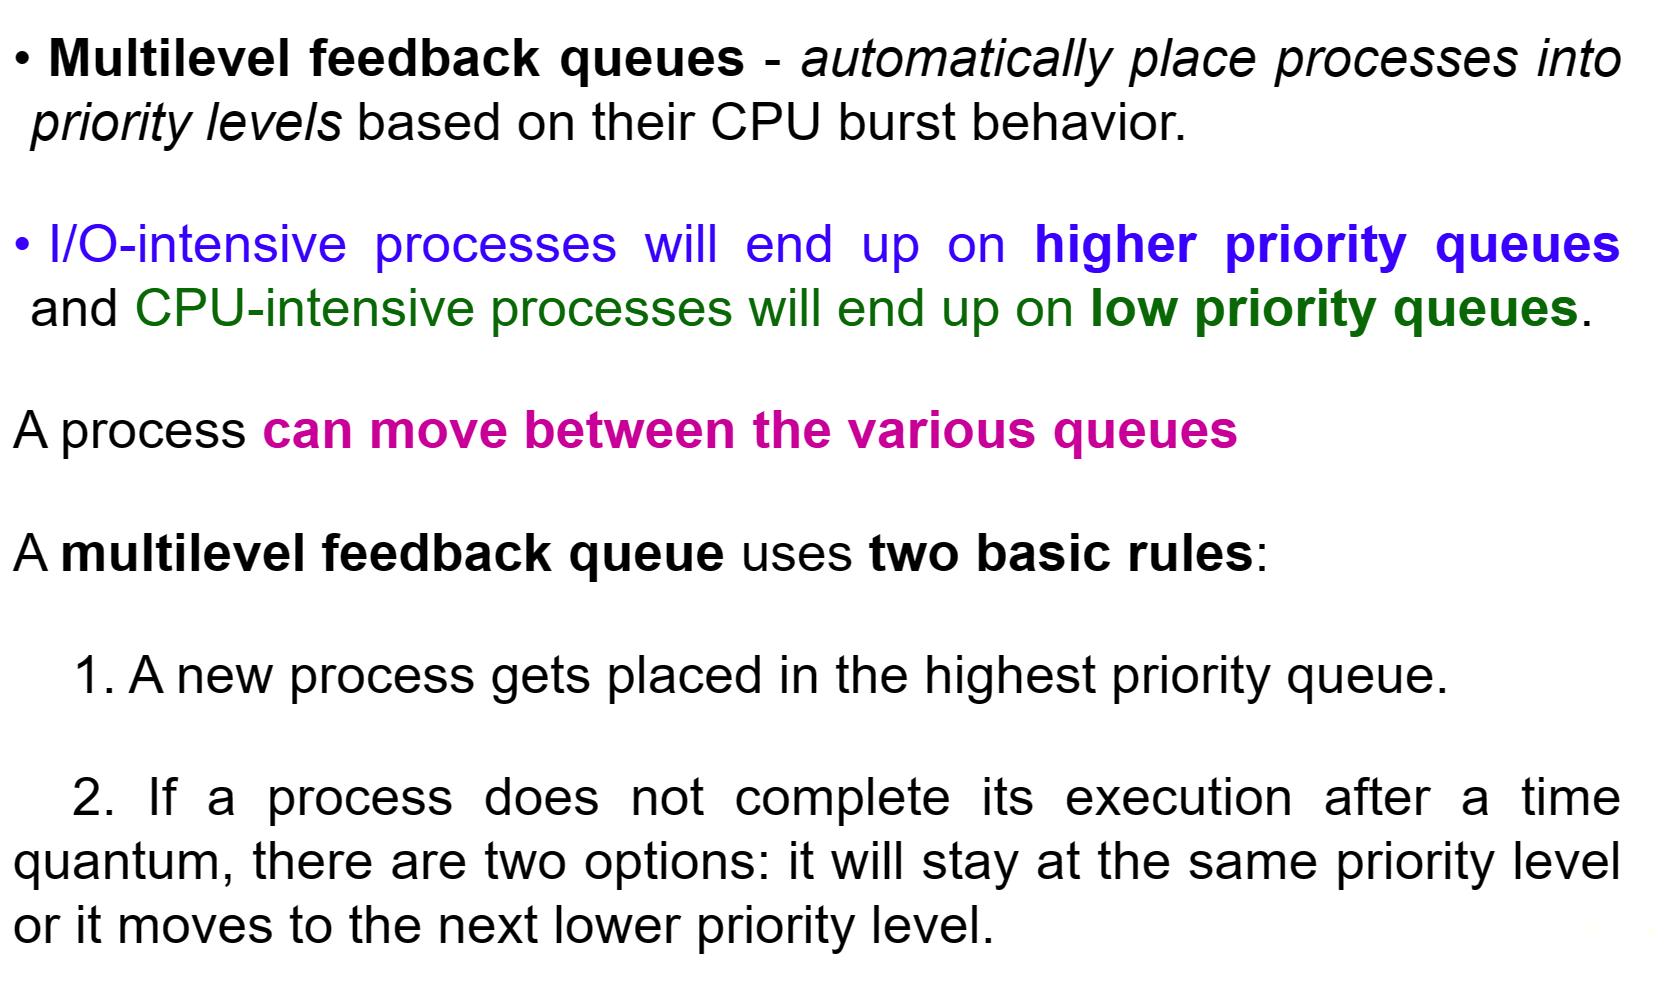 • Multilevel feedback queues - automatically place processes into
priority levels based on their CPU burst behavior.
• I/O-intensive processes will end up on higher priority queues
and CPU-intensive processes will end up on low priority queues.
A process can move between the various queues
A multilevel feedback queue uses two basic rules:
1. A new process gets placed in the highest priority queue.
2. If a process does not complete its execution after a time
quantum, there are two options: it will stay at the same priority level
or it moves to the next lower priority level.